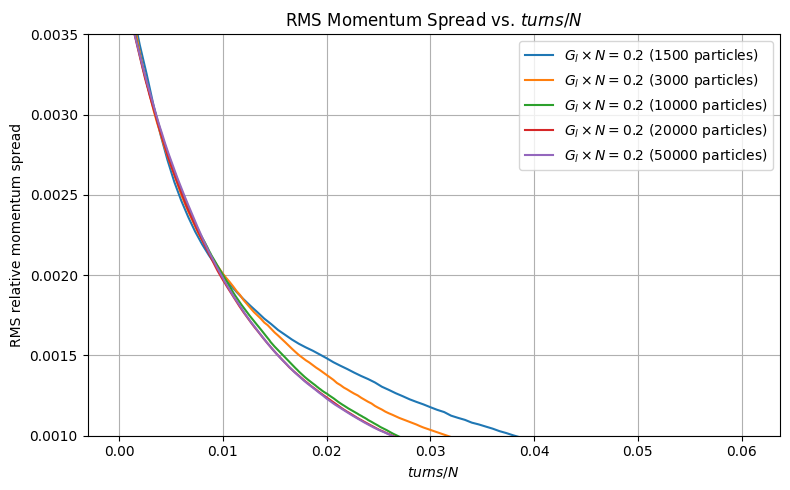 RMS Momentum Spread vs. turns/N
G_l × N = 0.2 (1500 particles)
G_l × N = 0.2 (3000 particles)
G_l × N = 0.2 (10000 particles)
G_l × N = 0.2 (20000 particles)
G_l × N = 0.2 (50000 particles)
RMS relative momentum spread
0.0035
0.0030
0.0025
0.0020
0.0015
0.0010
0.00 0.01 0.02 0.03 0.04 0.05 0.06
turns/N